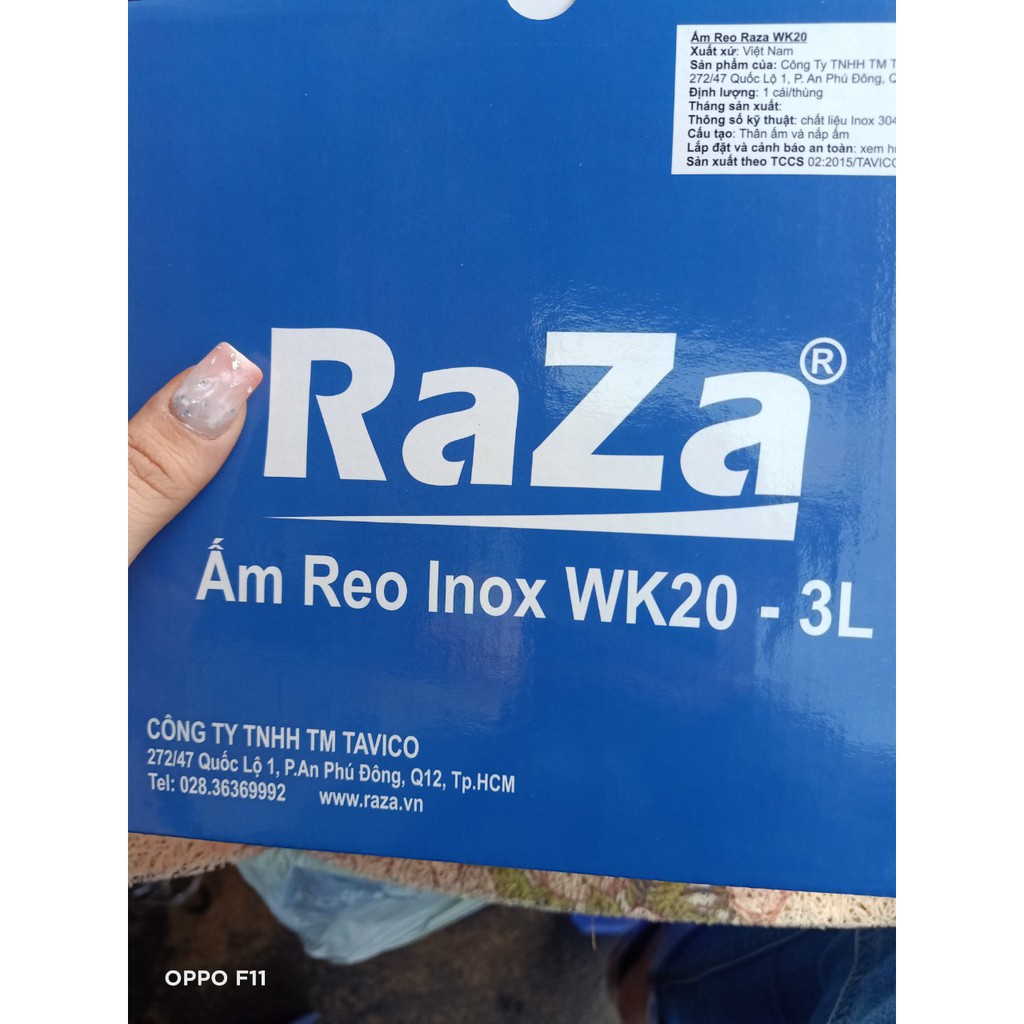 Ấm Reo Raza WK20
Xuất xứ: Việt Nam
Sản phẩm của: Công Ty TNHH TM T
272/47 Quốc Lộ 1, P. An Phú Đông, Q
Định lượng: 1 cái/thùng
Tháng sản xuất:
Thông số kỹ thuật: chất liệu Inox 304
Cấu tạo: Thân ấm và nắp ấm
Lắp đặt và cảnh báo an toàn: xem
Sản xuất theo TCCS 02:2015/TAVICO
RaZa®
Ấm Reo Inox WK20 - 3L
CÔNG TY TNHH TM TAVICO
272/47 Quốc Lộ 1, P.An Phú Đông, Q12, Tp.HCM
Tel: 028.36369992 www.raza.vn
OPPO F11